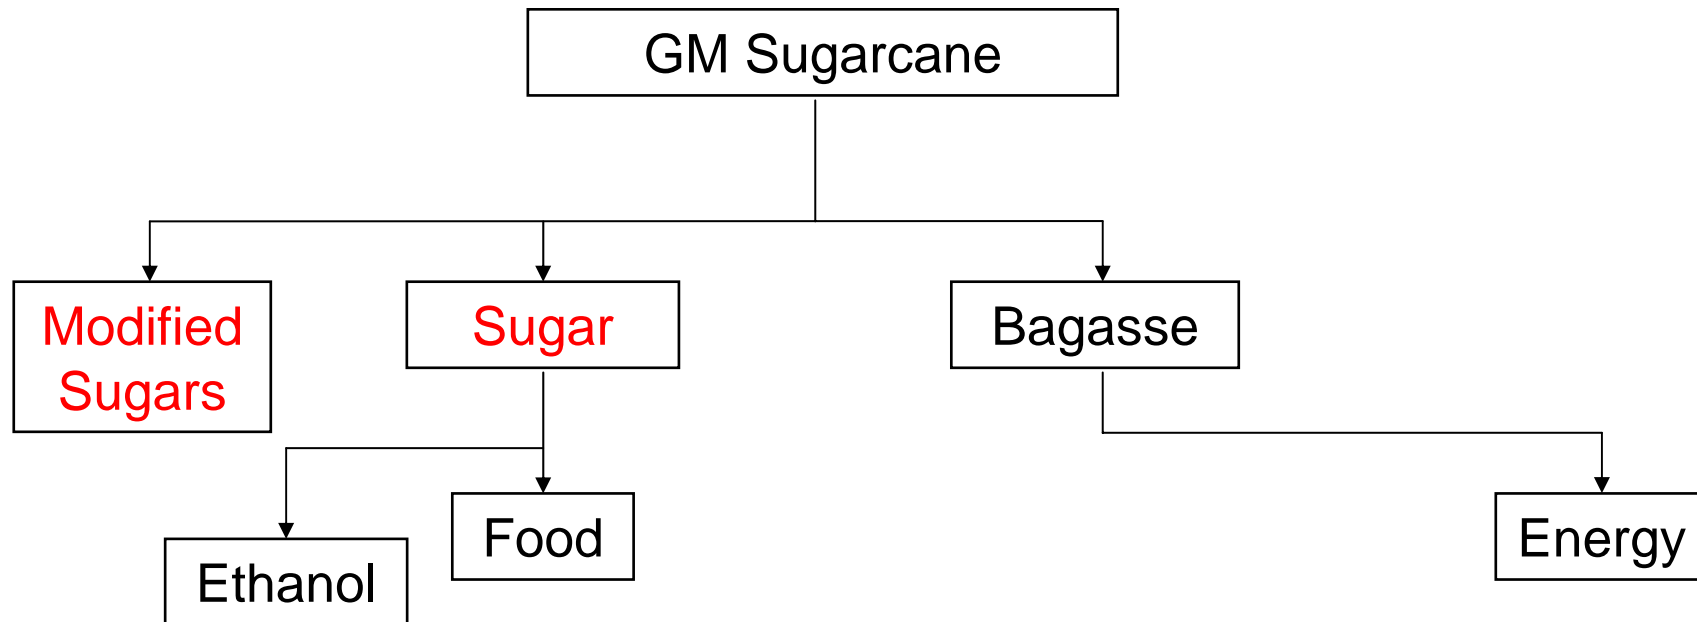 GM Sugarcane
Modified
Sugars
Sugar
Bagasse
Food
Energy
Ethanol